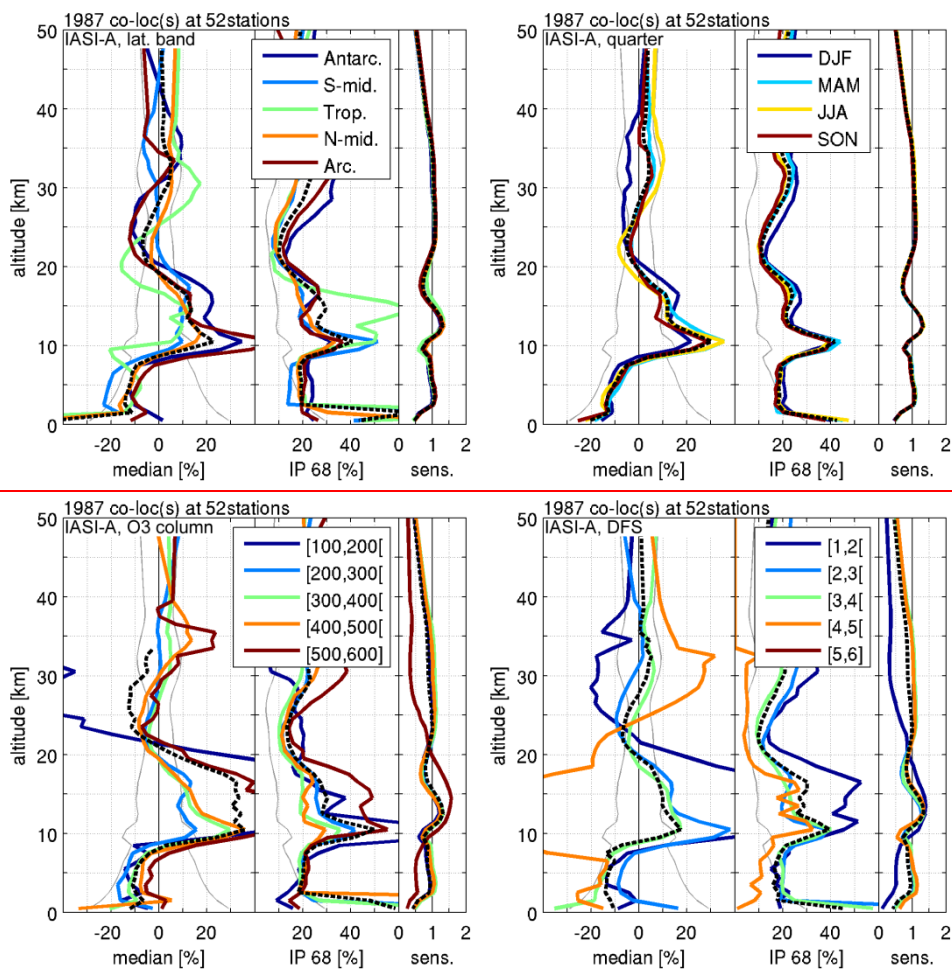 1987 co-loc(s) at 52stations
IASI-A, lat. band
Antarc.
S-mid.
Trop.
N-mid.
Arc.
altitude [km]
50
40
30
20
10
0
-20 0 20 20 40 0 1 2
median [%] IP 68 [%] sens.
1987 co-loc(s) at 52stations
IASI-A, quarter
DJF
MAM
JJA
SON
altitude [km]
50
40
30
20
10
0
-20 0 20 20 40 60 0 1 2
median [%] IP 68 [%] sens.
1987 co-loc(s) at 52stations
IASI-A, O3 column
[100,200[
[200,300[
[300,400[
[400,500[
[500,600]
altitude [km]
50
40
30
20
10
0
-20 0 20 20 40 60 0 1 2
median [%] IP 68 [%] sens.
1987 co-loc(s) at 52stations
IASI-A, DFS
[1,2[
[2,3[
[3,4[
[4,5[
[5,6]
altitude [km]
50
40
30
20
10
0
-20 0 20 20 40 60 0 1 2
median [%] IP 68 [%] sens.